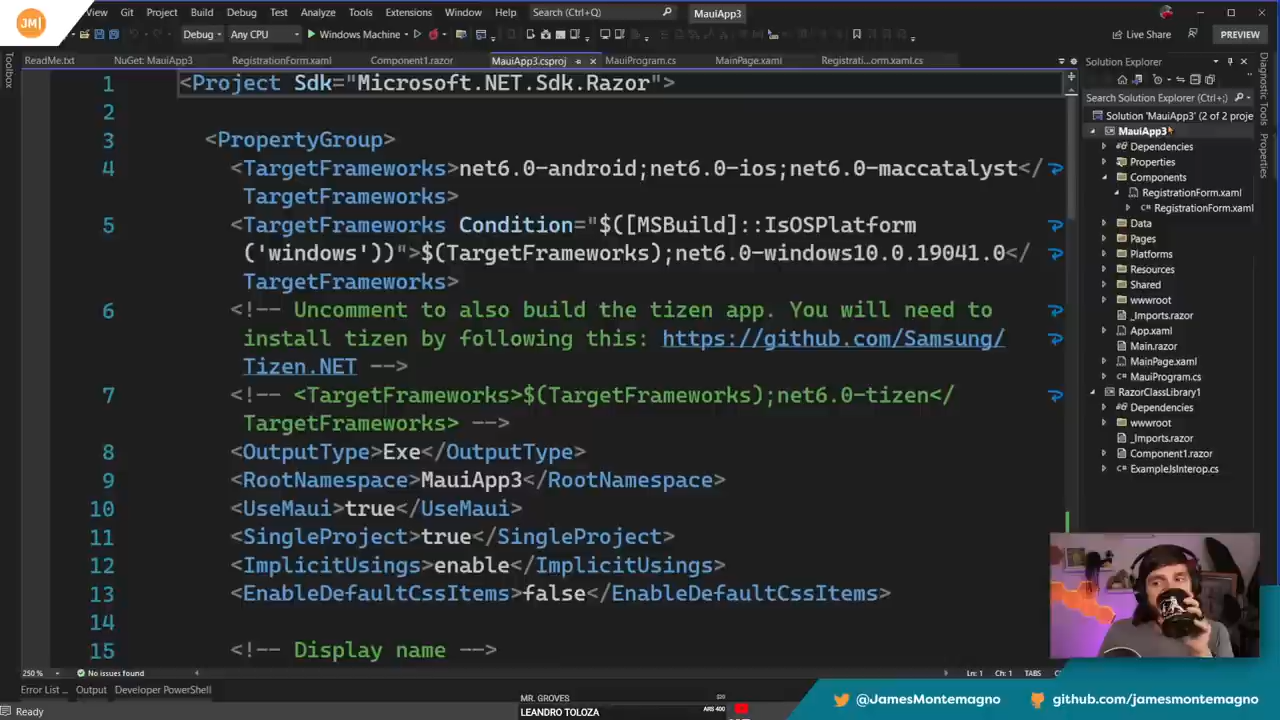 JM|
View Git Project Build Debug Test Analyze Tools Extensions Window Help Search (Ctrl+Q) MauiApp3
Debug Any CPU Windows Machine Live Share PREVIEW
ReadMe.txt NuGet: MauiApp3 RegistrationForm.xaml Component1.razor MauiApp3.csproj MauiProgram.cs MainPage.xaml Registrati...orm.xaml.cs
Toolbox
1 <Project Sdk="Microsoft.NET.Sdk.Razor">
2
3 <PropertyGroup>
4 <TargetFrameworks>net6.0-android;net6.0-ios;net6.0-maccatalyst</
TargetFrameworks>
5 <TargetFrameworks Condition="$([MSBuild]::IsOSPlatform
('windows'))">$(TargetFrameworks);net6.0-windows10.0.19041.0</
TargetFrameworks>
6 <!-- Uncomment to also build the tizen app. You will need to
install tizen by following this: https://github.com/Samsung/
Tizen.NET -->
7 <!-- <TargetFrameworks>$(TargetFrameworks);net6.0-tizen</
TargetFrameworks> -->
8 <OutputType>Exe</OutputType>
9 <RootNamespace>MauiApp3</RootNamespace>
10 <UseMaui>true</UseMaui>
11 <SingleProject>true</SingleProject>
12 <ImplicitUsings>enable</ImplicitUsings>
13 <EnableDefaultCssItems>false</EnableDefaultCssItems>
14
15 <!-- Display name -->
Solution Explorer
Search Solution Explorer (Ctrl+;)
Solution 'MauiApp3' (2 of 2 proje
MauiApp3
Dependencies
Properties
Components
RegistrationForm.xaml
RegistrationForm.xaml
Data
Pages
Platforms
Resources
Shared
wwwroot
_Imports.razor
App.xaml
Main.razor
MainPage.xaml
MauiProgram.cs
RazorClassLibrary1
Dependencies
wwwroot
_Imports.razor
Component1.razor
ExampleJsInterop.cs
Diagnostic Tools
Properties
250 % No issues found Ln: 1 Ch: 1 TABS
Error List ... Output Developer PowerShell
Ready
MR. GROVES
LEANDRO TOLOZA ARS 400
@JamesMontemagno github.com/jamesmontemagno